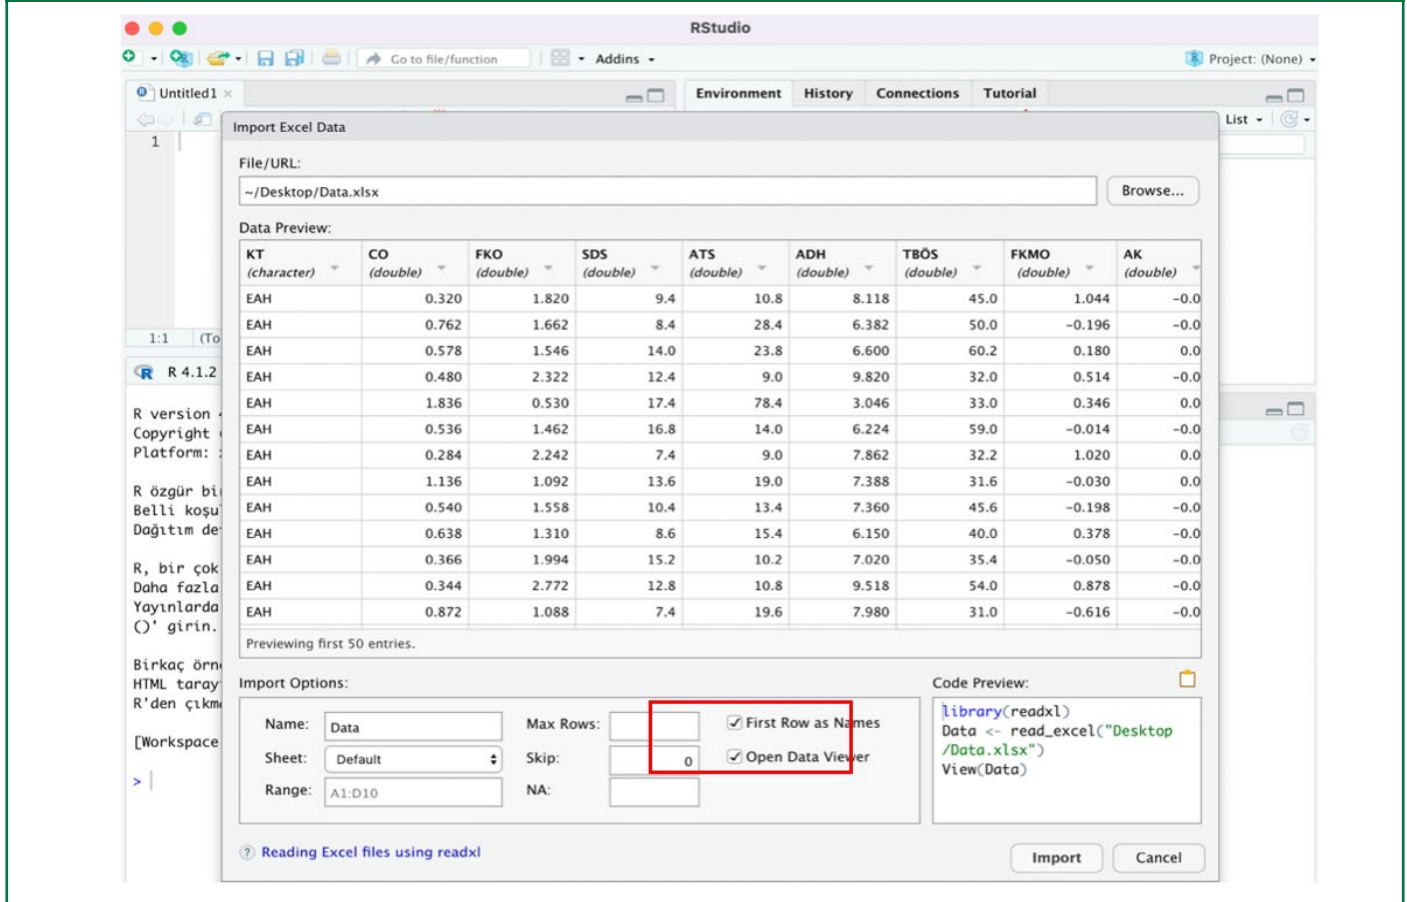 RStudio
Go to file/function
Addins
Project: (None)
Untitled1
Environment History Connections Tutorial
List
1
Import Excel Data
File/URL:
~/Desktop/Data.xlsx
Browse...
Data Preview:
KT CO FKO SDS ATS ADH TBÖS FKMO AK
(character) (double) (double) (double) (double) (double) (double) (double) (double)
EAH 0.320 1.820 9.4 10.8 8.118 45.0 1.044 -0.0
EAH 0.762 1.662 8.4 28.4 6.382 50.0 -0.196 -0.0
EAH 0.578 1.546 14.0 23.8 6.600 60.2 0.180 0.0
EAH 0.480 2.322 12.4 9.0 9.820 32.0 0.514 -0.0
EAH 1.836 0.530 17.4 78.4 3.046 33.0 0.346 0.0
EAH 0.536 1.462 16.8 14.0 6.224 59.0 -0.014 -0.0
EAH 0.284 2.242 7.4 9.0 7.862 32.2 1.020 0.0
EAH 1.136 1.092 13.6 19.0 7.388 31.6 -0.030 0.0
EAH 0.540 1.558 10.4 13.4 7.360 45.6 -0.198 -0.0
EAH 0.638 1.310 8.6 15.4 6.150 40.0 0.378 -0.0
EAH 0.366 1.994 15.2 10.2 7.020 35.4 -0.050 -0.0
EAH 0.344 2.772 12.8 10.8 9.518 54.0 0.878 -0.0
EAH 0.872 1.088 7.4 19.6 7.980 31.0 -0.616 -0.0
Previewing first 50 entries.
1:1 (To
R 4.1.2
R version
Copyright
Platform:
R özgür bi
Belli koşu
Dağıtım de
R, bir çok
Daha fazla
Yayınlarda
()' girin.
Birkaç örn
HTML taray
R'den çıkm
[Workspace
>
Import Options:
Name: Data
Sheet: Default
Range: A1:D10
Max Rows:
Skip: 0
NA:
First Row as Names
Open Data Viewer
Code Preview:
library(readxl)
Data <- read_excel("Desktop
/Data.xlsx")
View(Data)
? Reading Excel files using readxl
Import Cancel